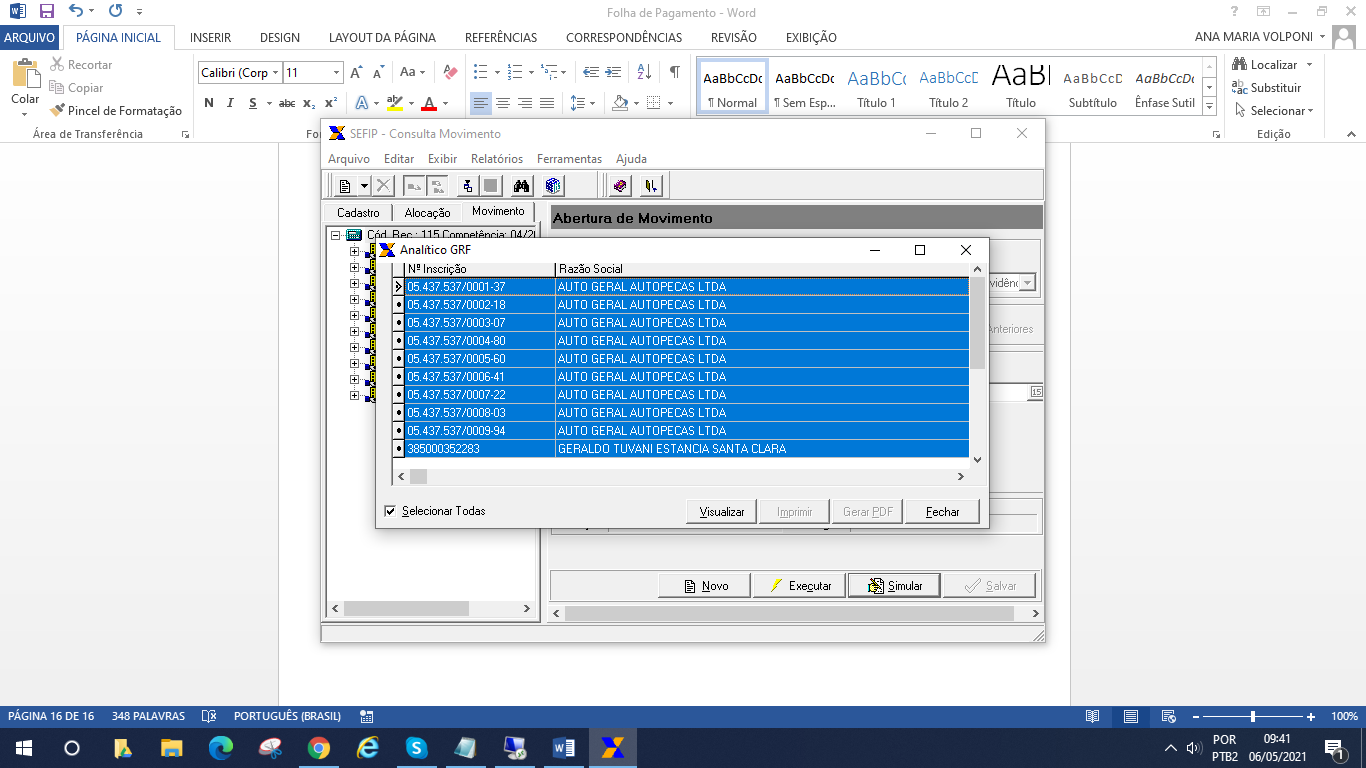 Folha de Pagamento - Word
ARQUIVO PÁGINA INICIAL INSERIR DESIGN LAYOUT DA PÁGINA REFERÊNCIAS CORRESPONDÊNCIAS REVISÃO EXIBIÇÃO ANA MARIA VOLPONI
Colar
Recortar
Copiar
Pincel de Formatação
Área de Transferência
Calibri (Corp 11
N I S abc x₂ x²
AaBbCcDc AaBbCcDc AaBbCc AaBbCcD AaB AaBbCcD AaBbCcDc
¶ Normal ¶ Sem Esp... Título 1 Título 2 Título Subtítulo Ênfase Sutil
Localizar
Substituir
Selecionar
Edição
SEFIP - Consulta Movimento
Arquivo Editar Exibir Relatórios Ferramentas Ajuda
Cadastro Alocação Movimento
Abertura de Movimento
Cód. Rec.: 115 Competência: 04/2
Analítico GRF
Nº Inscrição Razão Social
05.437.537/0001-37 AUTO GERAL AUTOPECAS LTDA
05.437.537/0002-18 AUTO GERAL AUTOPECAS LTDA
05.437.537/0003-07 AUTO GERAL AUTOPECAS LTDA
05.437.537/0004-80 AUTO GERAL AUTOPECAS LTDA
05.437.537/0005-60 AUTO GERAL AUTOPECAS LTDA
05.437.537/0006-41 AUTO GERAL AUTOPECAS LTDA
05.437.537/0007-22 AUTO GERAL AUTOPECAS LTDA
05.437.537/0008-03 AUTO GERAL AUTOPECAS LTDA
05.437.537/0009-94 AUTO GERAL AUTOPECAS LTDA
385000352283 GERALDO TUVANI ESTANCIA SANTA CLARA
Anteriores
15
Selecionar Todas Visualizar Imprimir Gerar PDF Fechar
Novo Executar Simular Salvar
PÁGINA 16 DE 16 348 PALAVRAS PORTUGUÊS (BRASIL) 100%
POR 09:41
PTB2 06/05/2021 1